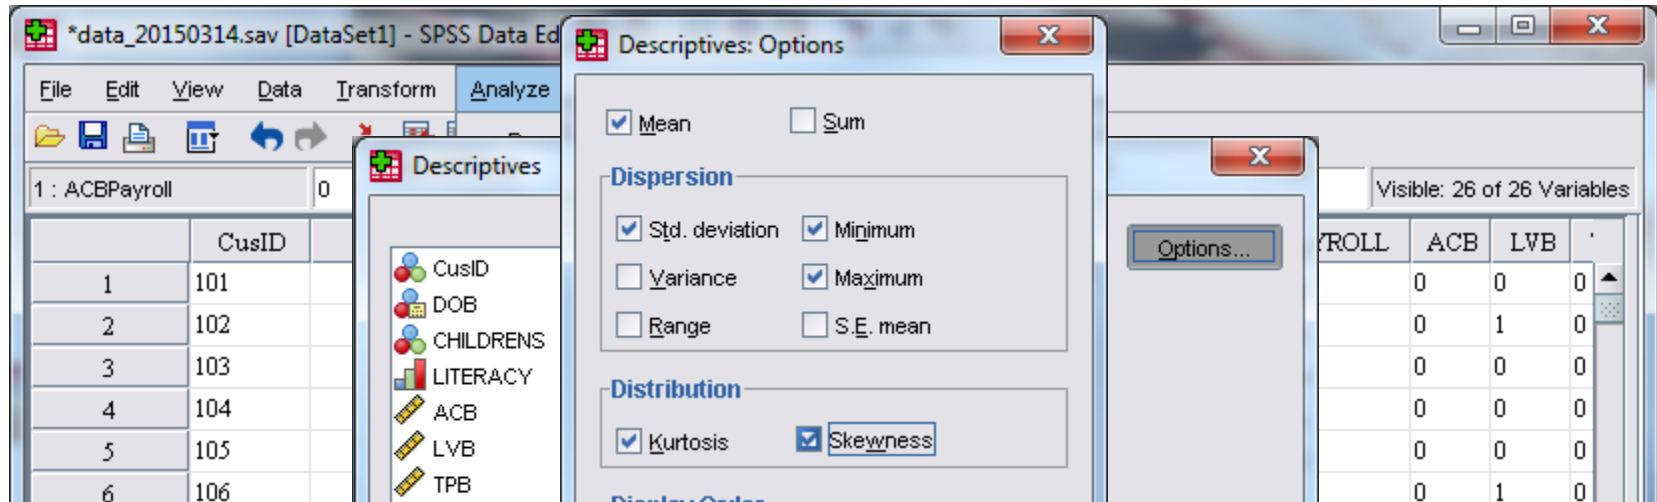 *data_20150314.sav [DataSet1] - SPSS Data Ed
Descriptives: Options
File Edit View Data Transform Analyze
Mean Sum
Descriptives
1 : ACBPayroll 0
Visible: 26 of 26 Variables
Dispersion
Std. deviation Minimum
Variance Maximum
Range S.E. mean
Distribution
Kurtosis Skewness
Options...
CusID
DOB
CHILDRENS
LITERACY
ACB
LVB
TPB
CusID YROLL ACB LVB
1 101 0 0 0
2 102 0 1 0
3 103 0 0 0
4 104 0 0 0
5 105 0 0 0
6 106 0 1 0
Display Order